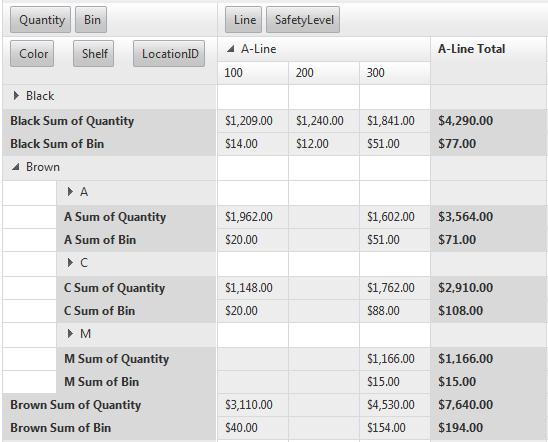 Quantity Bin Line SafetyLevel
Color Shelf LocationID A-Line A-Line Total
100 200 300
Black
Black Sum of Quantity $1,209.00 $1,240.00 $1,841.00 $4,290.00
Black Sum of Bin $14.00 $12.00 $51.00 $77.00
Brown
A
A Sum of Quantity $1,962.00 $1,602.00 $3,564.00
A Sum of Bin $20.00 $51.00 $71.00
C
C Sum of Quantity $1,148.00 $1,762.00 $2,910.00
C Sum of Bin $20.00 $88.00 $108.00
M
M Sum of Quantity $1,166.00 $1,166.00
M Sum of Bin $15.00 $15.00
Brown Sum of Quantity $3,110.00 $4,530.00 $7,640.00
Brown Sum of Bin $40.00 $154.00 $194.00